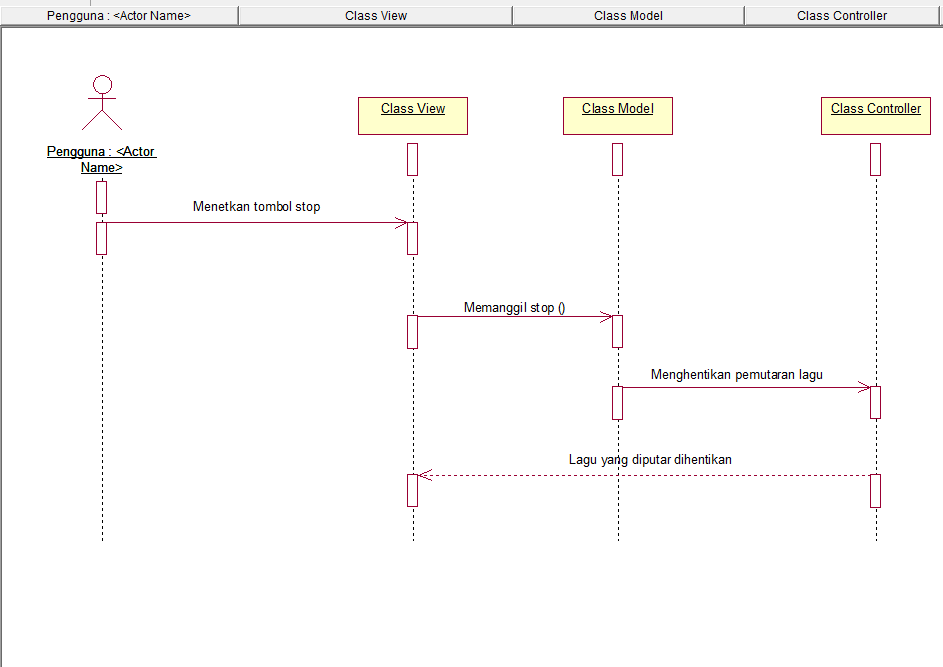 Pengguna : <Actor Name>
Class View
Class Model
Class Controller
Class View
Class Model
Class Controller
Pengguna : <Actor
Name>
Menetkan tombol stop
Memanggil stop ()
Menghentikan pemutaran lagu
Lagu yang diputar dihentikan